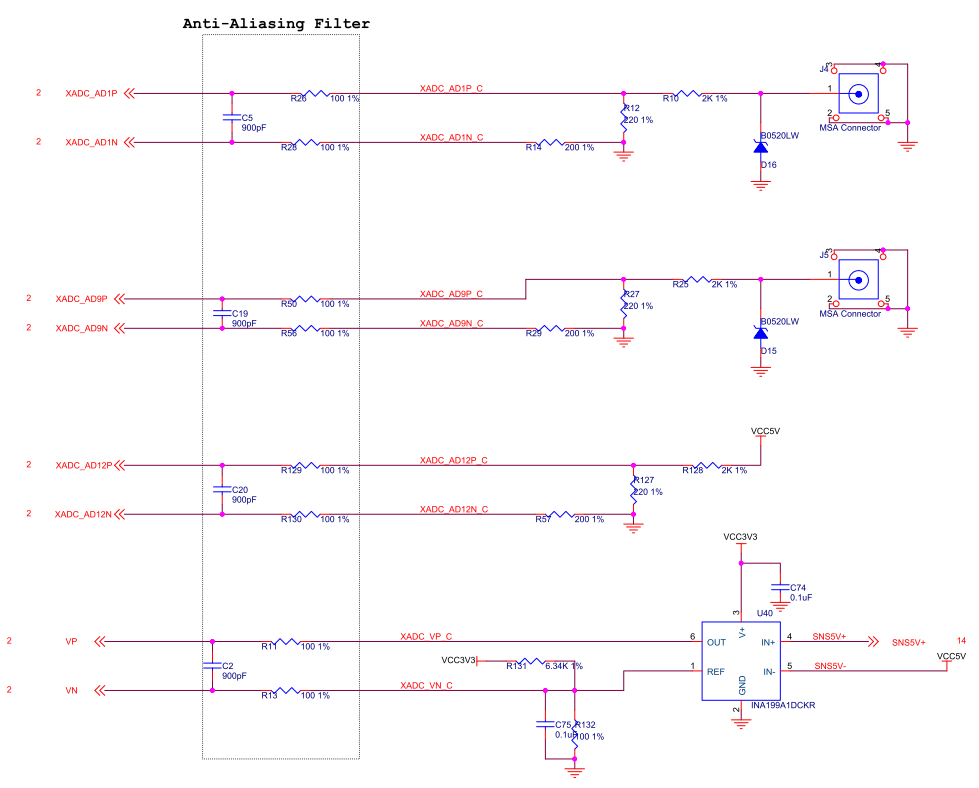 Anti-Aliasing Filter
2 XADC_AD1P R26 100 1% XADC_AD1P_C R10 2K 1% J4 3 4 1 2 5 MSA Connector
C5 900pF R12 220 1% B0520LW D16
2 XADC_AD1N R28 100 1% XADC_AD1N_C R14 200 1%
2 XADC_AD9P R50 100 1% XADC_AD9P_C R25 2K 1% J5 3 4 1 2 5 MSA Connector
C19 900pF R27 220 1% B0520LW D15
2 XADC_AD9N R56 100 1% XADC_AD9N_C R29 200 1%
VCC5V
2 XADC_AD12P R129 100 1% XADC_AD12P_C R128 2K 1%
C20 900pF R127 220 1%
2 XADC_AD12N R130 100 1% XADC_AD12N_C R57 200 1%
VCC3V3
C74 0.1uF
3 U40
2 VP R11 100 1% XADC_VP_C 6 OUT V+ IN+ 4 SNS5V+ SNS5V+ 14
C2 900pF VCC3V3 R131 6.34K 1% 1 REF IN- 5 SNS5V- VCC5V
2 VN R13 100 1% XADC_VN_C GND 2 INA199A1DCKR
C75 0.1uF R132 100 1%